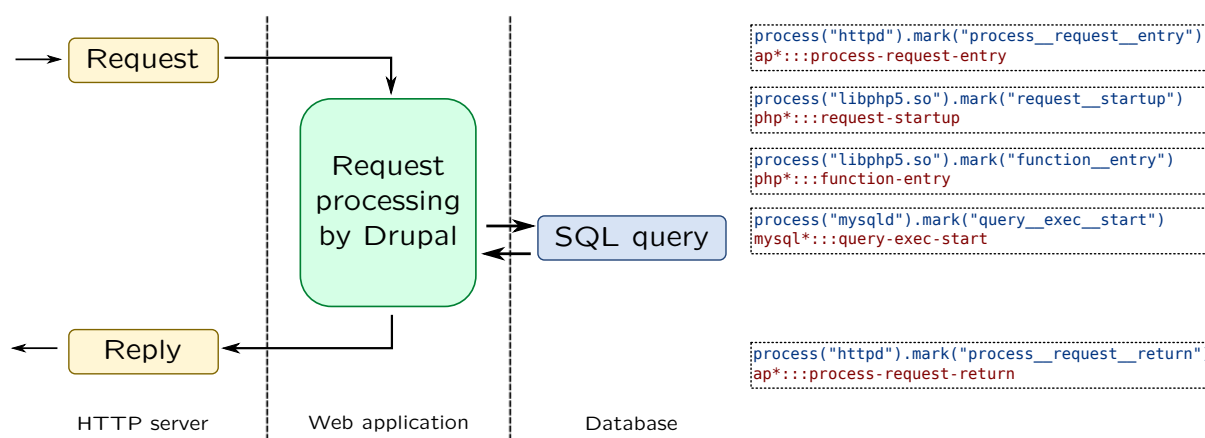 Request
Request
processing
by Drupal
SQL query
Reply
HTTP server
Web application
Database
process("httpd").mark("process__request__entry")
ap*:::process-request-entry
process("libphp5.so").mark("request__startup")
php*:::request-startup
process("libphp5.so").mark("function__entry")
php*:::function-entry
process("mysqld").mark("query__exec__start")
mysql*:::query-exec-start
process("httpd").mark("process__request__return"
ap*:::process-request-return